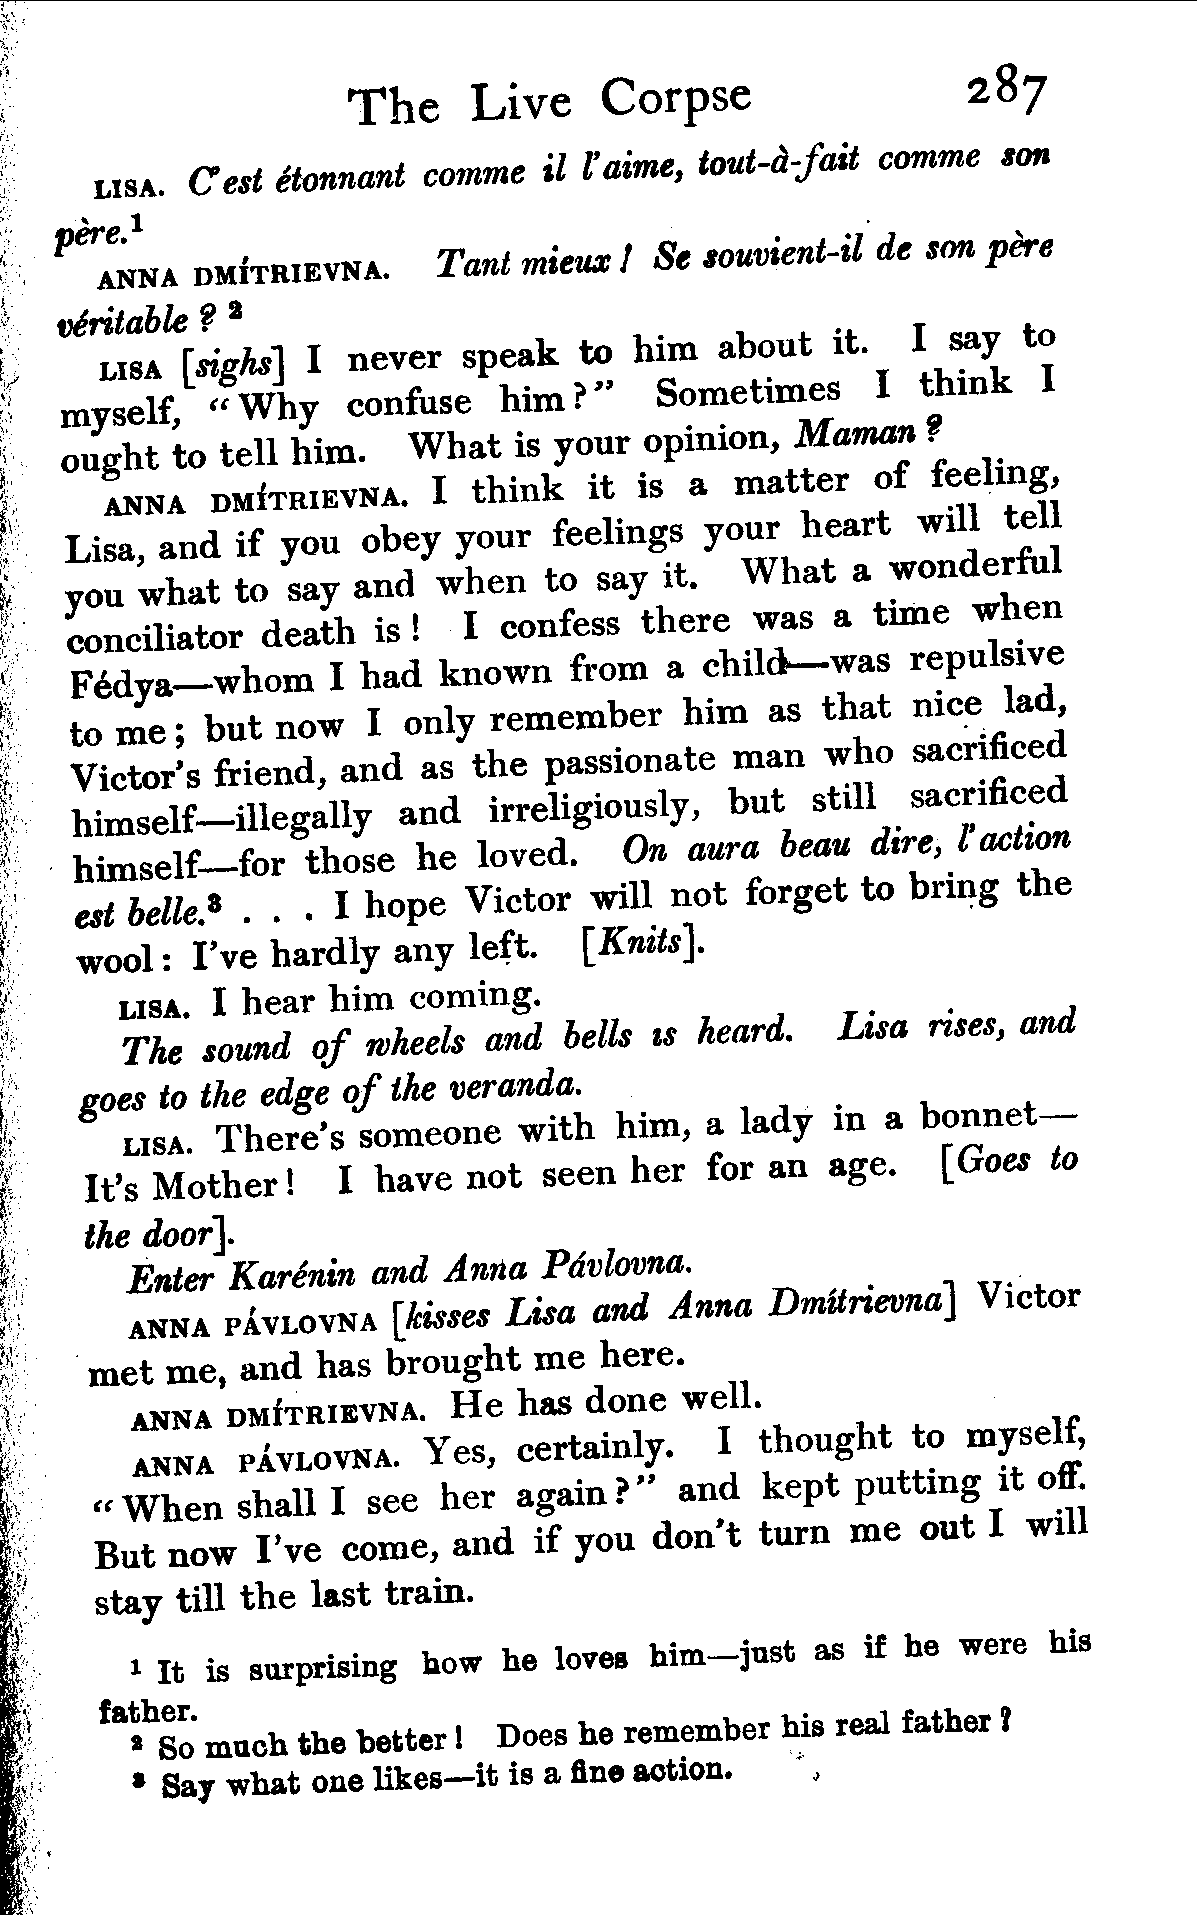 The Live Corpse 287
LISA. C'est étonnant comme il l'aime, tout-à-fait comme son
père.¹
ANNA DMÍTRIEVNA. Tant mieux ! Se souvient-il de son père
véritable ? ²
LISA [sighs] I never speak to him about it. I say to
myself, “Why confuse him?” Sometimes I think I
ought to tell him. What is your opinion, Maman ?
ANNA DMÍTRIEVNA. I think it is a matter of feeling,
Lisa, and if you obey your feelings your heart will tell
you what to say and when to say it. What a wonderful
conciliator death is ! I confess there was a time when
Fédya—whom I had known from a child—was repulsive
to me ; but now I only remember him as that nice lad,
Victor's friend, and as the passionate man who sacrificed
himself—illegally and irreligiously, but still sacrificed
himself—for those he loved. On aura beau dire, l'action
est belle.³ . . . I hope Victor will not forget to bring the
wool : I've hardly any left. [Knits].
LISA. I hear him coming.
The sound of wheels and bells is heard. Lisa rises, and
goes to the edge of the veranda.
LISA. There's someone with him, a lady in a bonnet—
It's Mother ! I have not seen her for an age. [Goes to
the door].
Enter Karénin and Anna Pávlovna.
ANNA PÁVLOVNA [kisses Lisa and Anna Dmítrievna] Victor
met me, and has brought me here.
ANNA DMÍTRIEVNA. He has done well.
ANNA PÁVLOVNA. Yes, certainly. I thought to myself,
“When shall I see her again?” and kept putting it off.
But now I've come, and if you don't turn me out I will
stay till the last train.
¹ It is surprising how he loves him—just as if he were his
father.
² So much the better ! Does he remember his real father ?
³ Say what one likes—it is a fine action.